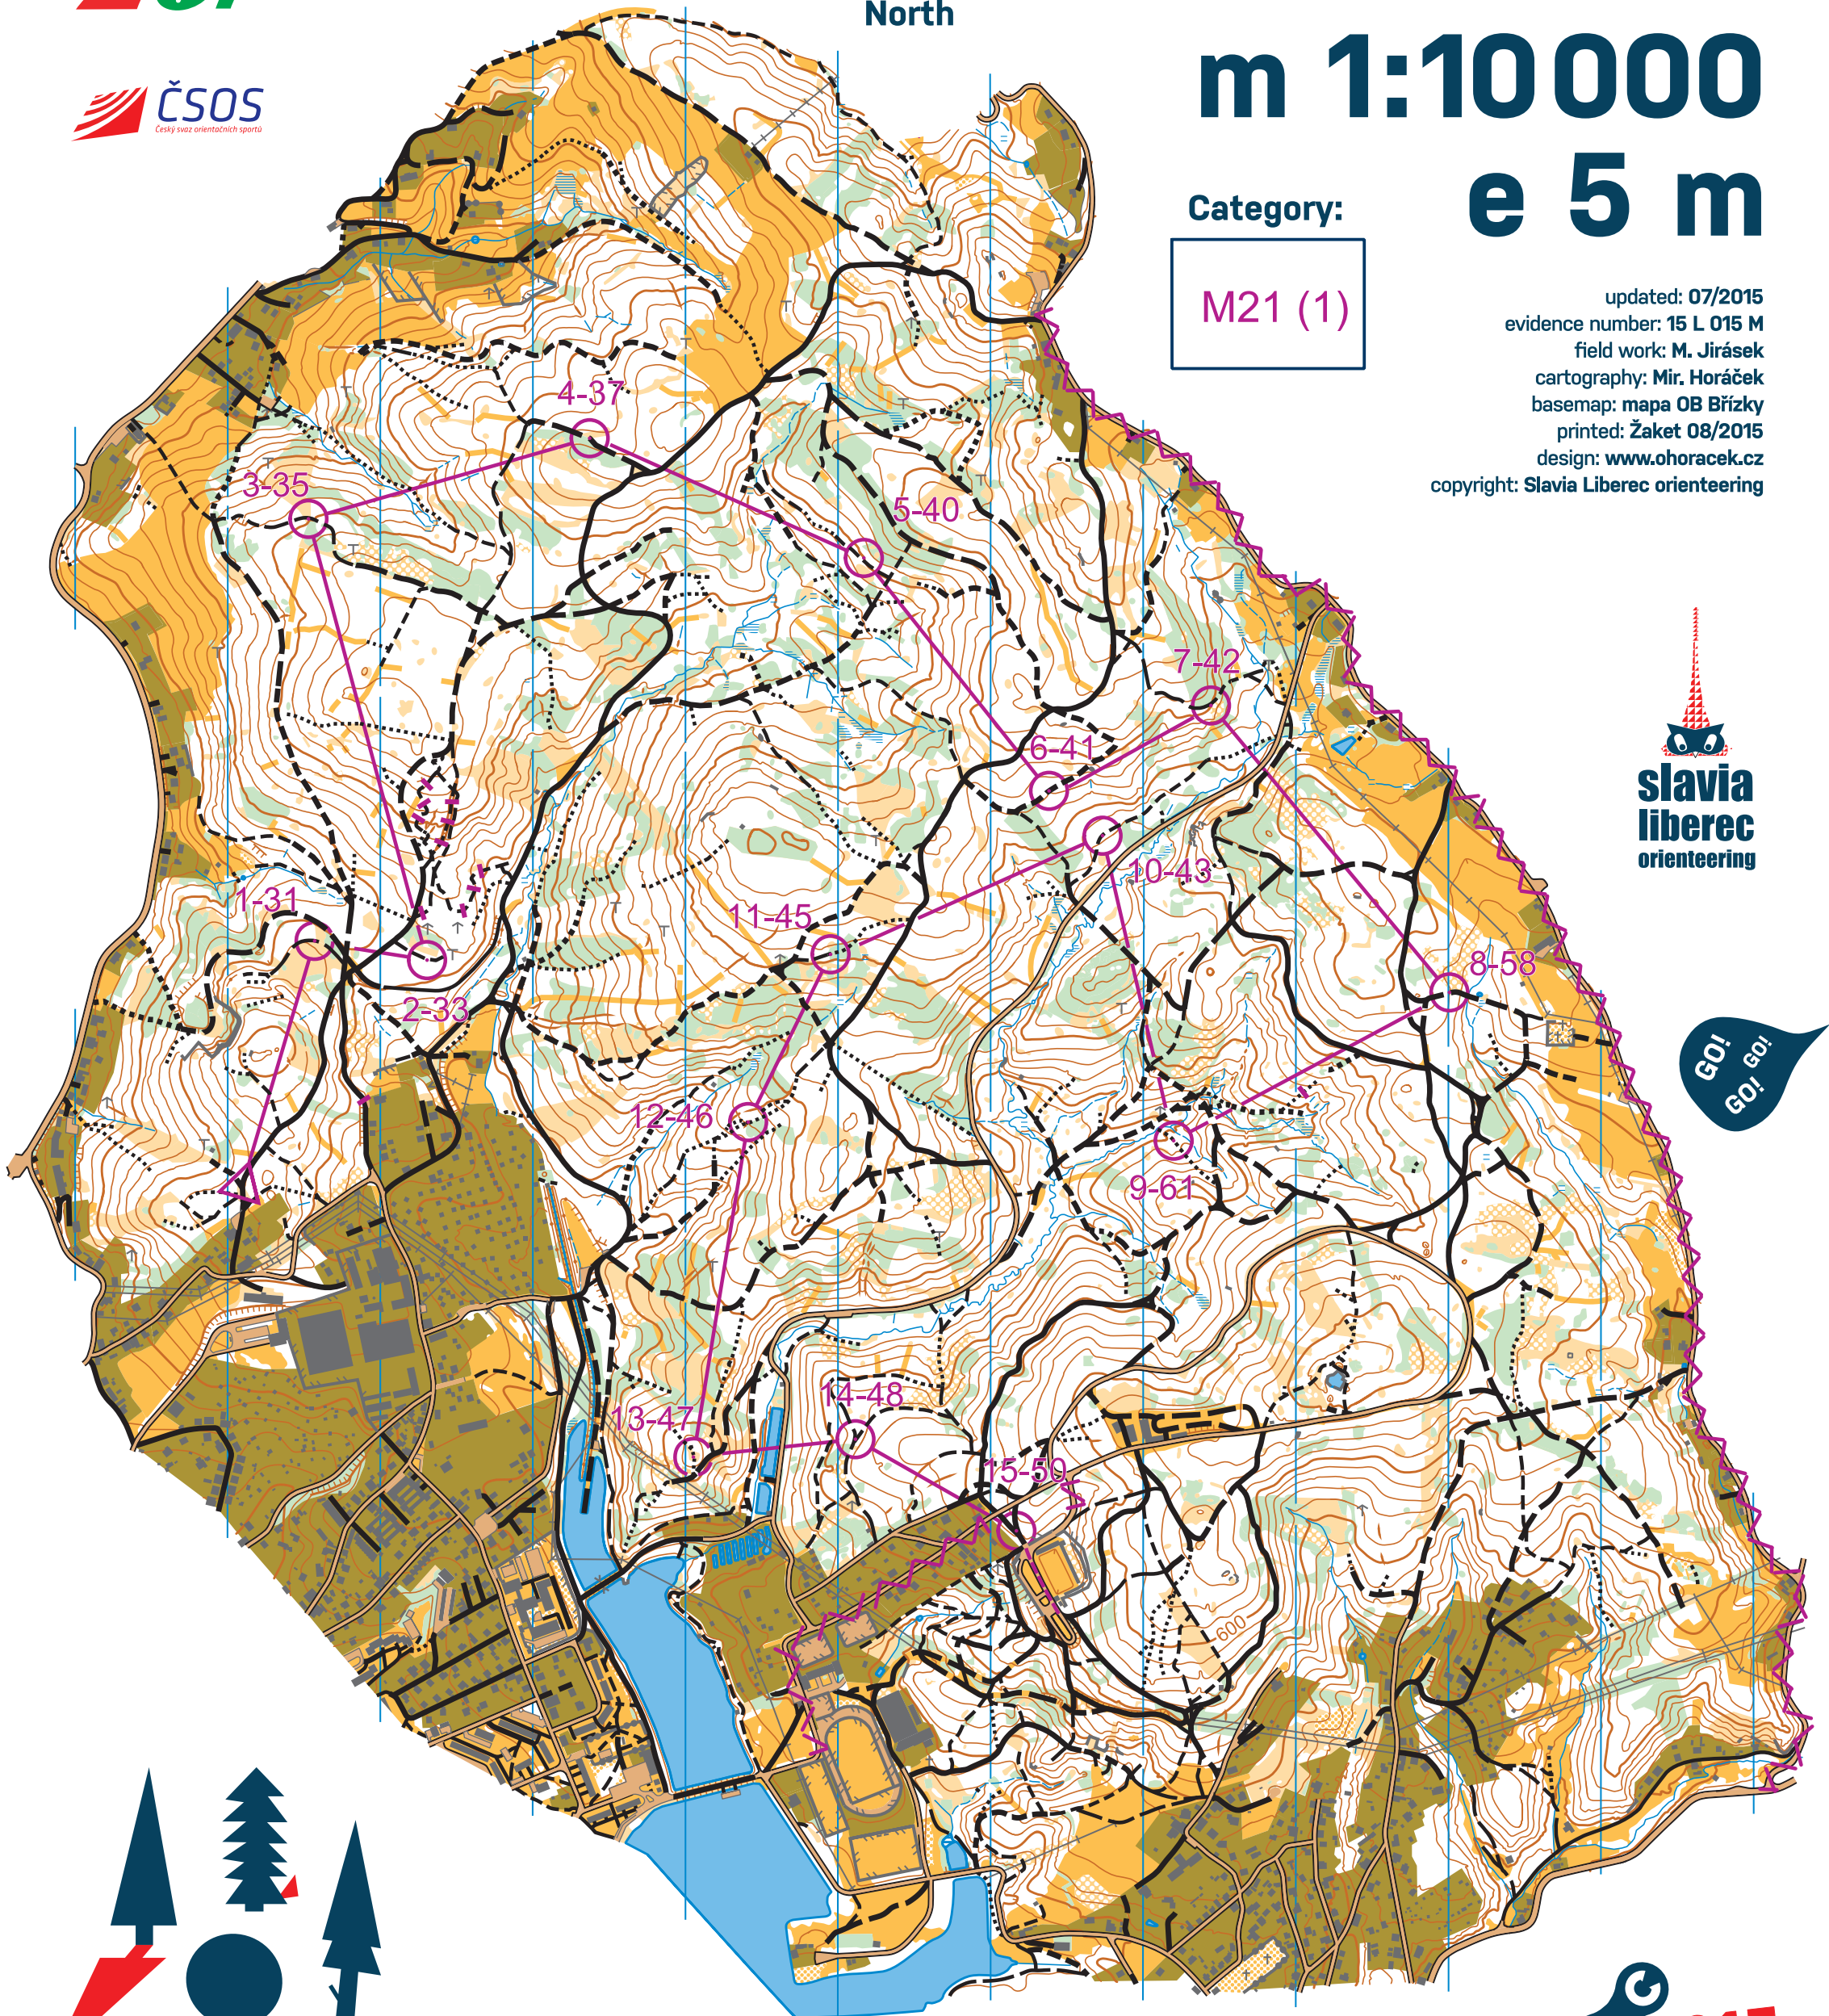 North
m 1:10 000
e 5 m
ČSOS
Český svaz orientačních sportů
Category:
M21 (1)
updated: 07/2015
evidence number: 15 L 015 M
field work: M. Jirásek
cartography: Mir. Horáček
basemap: mapa OB Břízky
printed: Žaket 08/2015
design: www.ohoracek.cz
copyright: Slavia Liberec orienteering
4-37
3-35
5-40
7-42
6-41
10-43
1-31
11-45
8-58
2-33
12-46
9-61
14-48
13-47
15-50
600
slavia
liberec
orienteering
GO!
GO!
GO!